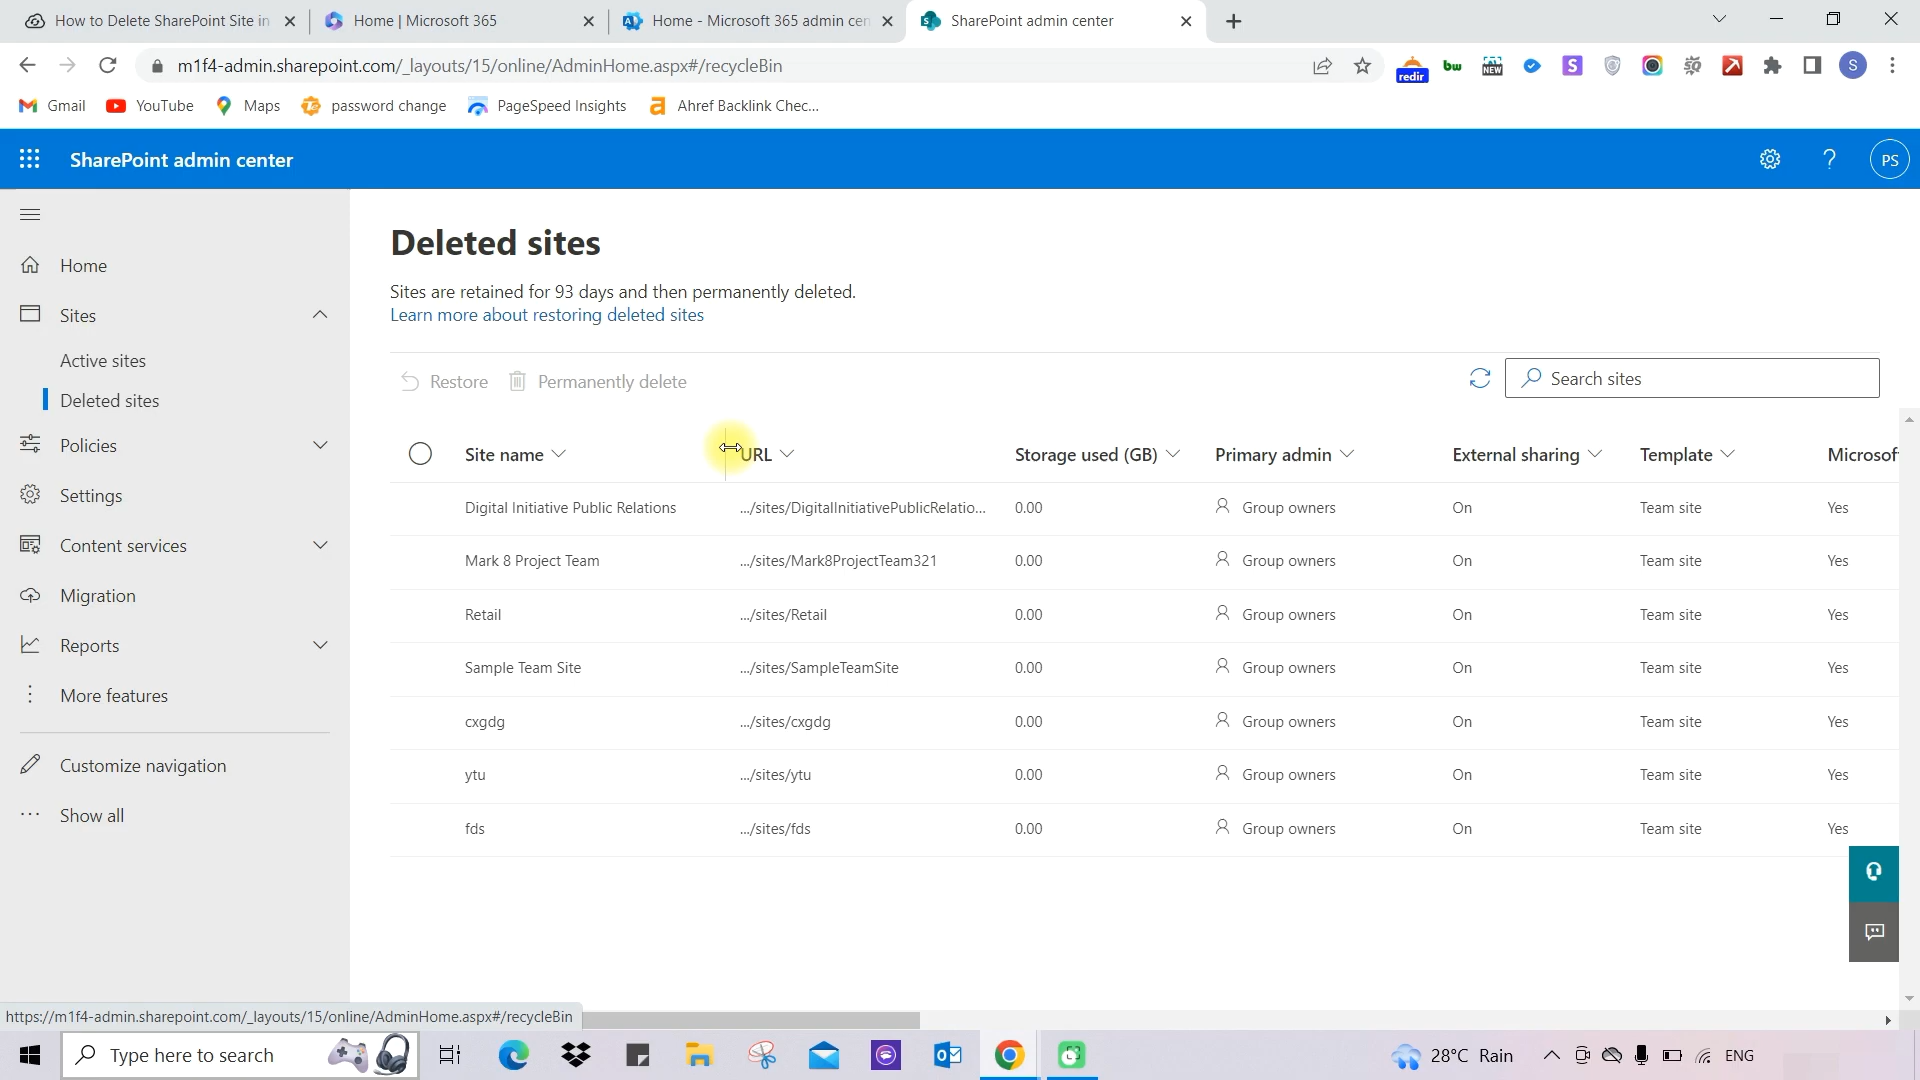 How to Delete SharePoint Site in
Home | Microsoft 365
Home - Microsoft 365 admin cen
SharePoint admin center
m1f4-admin.sharepoint.com/_layouts/15/online/AdminHome.aspx#/recycleBin
redir
bw
NEW
S
Gmail
YouTube
Maps
password change
PageSpeed Insights
Ahref Backlink Chec...
SharePoint admin center
PS
Home
Sites
Active sites
Deleted sites
Policies
Settings
Content services
Migration
Reports
More features
Customize navigation
Show all
Deleted sites
Sites are retained for 93 days and then permanently deleted.
Learn more about restoring deleted sites
Restore
Permanently delete
Search sites
Site name URL Storage used (GB) Primary admin External sharing Template Microsof
Digital Initiative Public Relations .../sites/DigitalInitiativePublicRelatio... 0.00 Group owners On Team site Yes
Mark 8 Project Team .../sites/Mark8ProjectTeam321 0.00 Group owners On Team site Yes
Retail .../sites/Retail 0.00 Group owners On Team site Yes
Sample Team Site .../sites/SampleTeamSite 0.00 Group owners On Team site Yes
cxgdg .../sites/cxgdg 0.00 Group owners On Team site Yes
ytu .../sites/ytu 0.00 Group owners On Team site Yes
fds .../sites/fds 0.00 Group owners On Team site Yes
https://m1f4-admin.sharepoint.com/_layouts/15/online/AdminHome.aspx#/recycleBin
Type here to search
28°C Rain
ENG